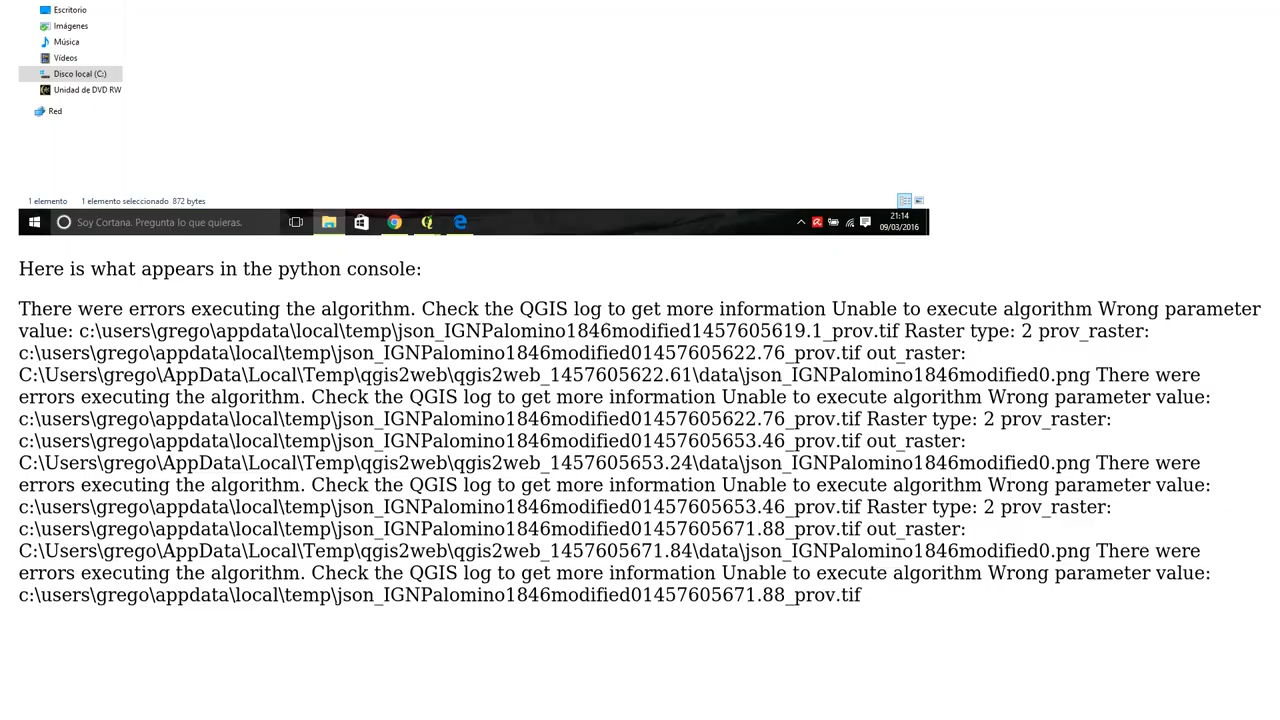 Escritorio
Imágenes
Música
Vídeos
Disco local (C:)
Unidad de DVD RW
Red
1 elemento 1 elemento seleccionado 872 bytes
Soy Cortana. Pregunta lo que quieras.
21:14
09/03/2016
Here is what appears in the python console:
There were errors executing the algorithm. Check the QGIS log to get more information Unable to execute algorithm Wrong parameter
value: c:\users\grego\appdata\local\temp\json_IGNPalomino1846modified1457605619.1_prov.tif Raster type: 2 prov_raster:
c:\users\grego\appdata\local\temp\json_IGNPalomino1846modified01457605622.76_prov.tif out_raster:
C:\Users\grego\AppData\Local\Temp\qgis2web\qgis2web_1457605622.61\data\json_IGNPalomino1846modified0.png There were
errors executing the algorithm. Check the QGIS log to get more information Unable to execute algorithm Wrong parameter value:
c:\users\grego\appdata\local\temp\json_IGNPalomino1846modified01457605622.76_prov.tif Raster type: 2 prov_raster:
c:\users\grego\appdata\local\temp\json_IGNPalomino1846modified01457605653.46_prov.tif out_raster:
C:\Users\grego\AppData\Local\Temp\qgis2web\qgis2web_1457605653.24\data\json_IGNPalomino1846modified0.png There were
errors executing the algorithm. Check the QGIS log to get more information Unable to execute algorithm Wrong parameter value:
c:\users\grego\appdata\local\temp\json_IGNPalomino1846modified01457605653.46_prov.tif Raster type: 2 prov_raster:
c:\users\grego\appdata\local\temp\json_IGNPalomino1846modified01457605671.88_prov.tif out_raster:
C:\Users\grego\AppData\Local\Temp\qgis2web\qgis2web_1457605671.84\data\json_IGNPalomino1846modified0.png There were
errors executing the algorithm. Check the QGIS log to get more information Unable to execute algorithm Wrong parameter value:
c:\users\grego\appdata\local\temp\json_IGNPalomino1846modified01457605671.88_prov.tif